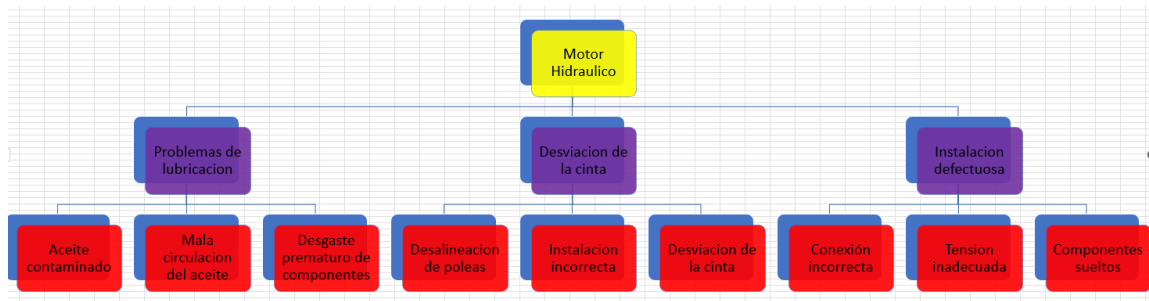 Motor
Hidraulico
Problemas de
lubricacion
Desviacion de
la cinta
Instalacion
defectuosa
Aceite
contaminado
Mala
circulacion
del aceite
Desgaste
prematuro de
componentes
Desalineacion
de poleas
Instalacion
incorrecta
Desviacion de
la cinta
Conexión
incorrecta
Tension
inadecuada
Componentes
sueltos